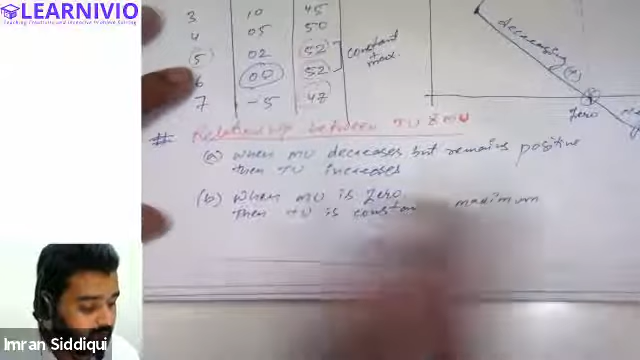 LEARNIVIO
3 10 45
4 05 50
5 02 52
6 00 52
7 -5 47
constant + max.
decreasing (+)
zero
## Relationship between TU & MU
(a) When MU decreases but remains positive
then TU increases
(b) When MU is zero
then TU is maximum
Imran Siddiqui